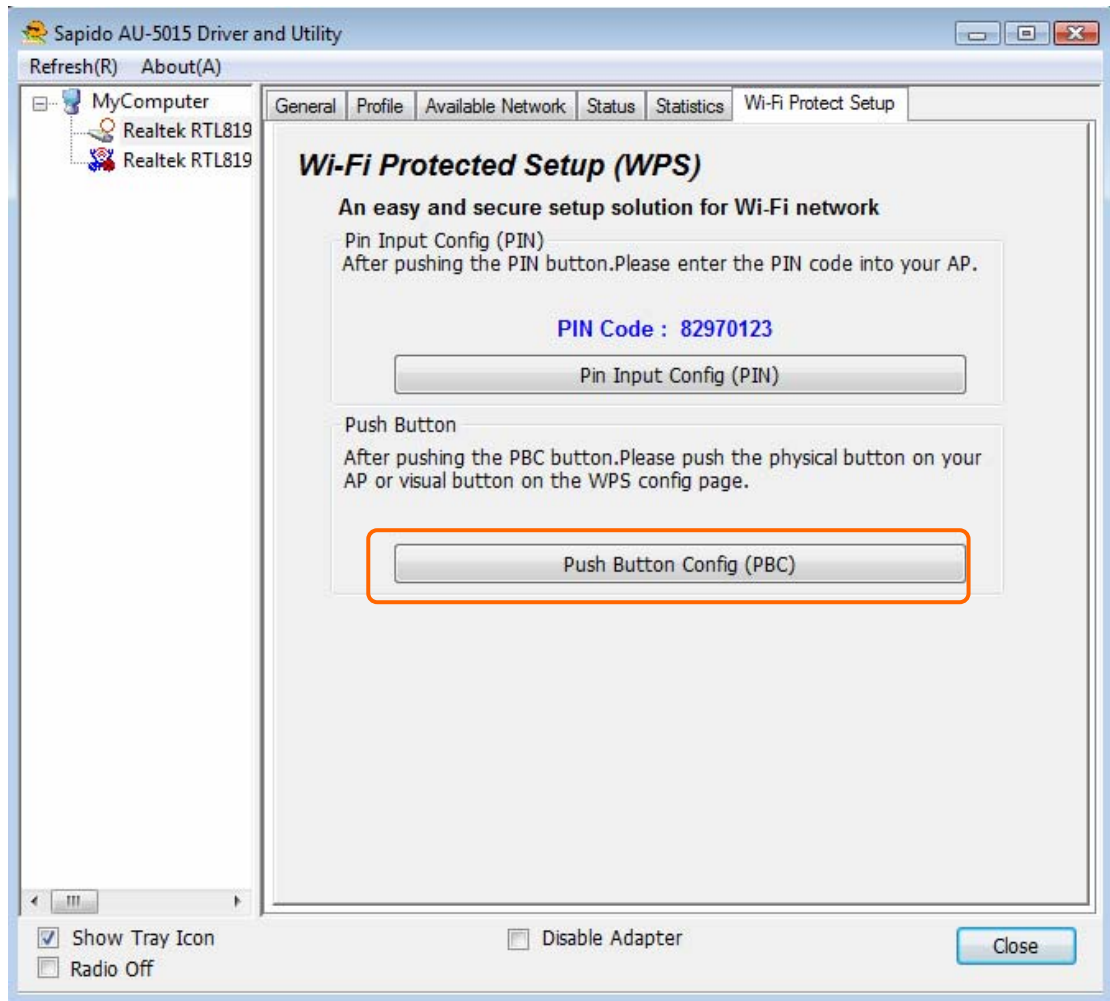 Sapido AU-5015 Driver and Utility
Refresh(R) About(A)
MyComputer
Realtek RTL819
Realtek RTL819
General Profile Available Network Status Statistics Wi-Fi Protect Setup
Wi-Fi Protected Setup (WPS)
An easy and secure setup solution for Wi-Fi network
Pin Input Config (PIN)
After pushing the PIN button.Please enter the PIN code into your AP.
PIN Code : 82970123
Pin Input Config (PIN)
Push Button
After pushing the PBC button.Please push the physical button on your
AP or visual button on the WPS config page.
Push Button Config (PBC)
Show Tray Icon
Radio Off
Disable Adapter
Close